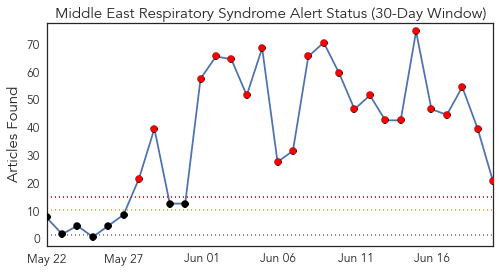 Middle East Respiratory Syndrome Alert Status (30-Day Window)
Articles Found
70
60
50
40
30
20
10
0
May 22 May 27 Jun 01 Jun 06 Jun 11 Jun 16